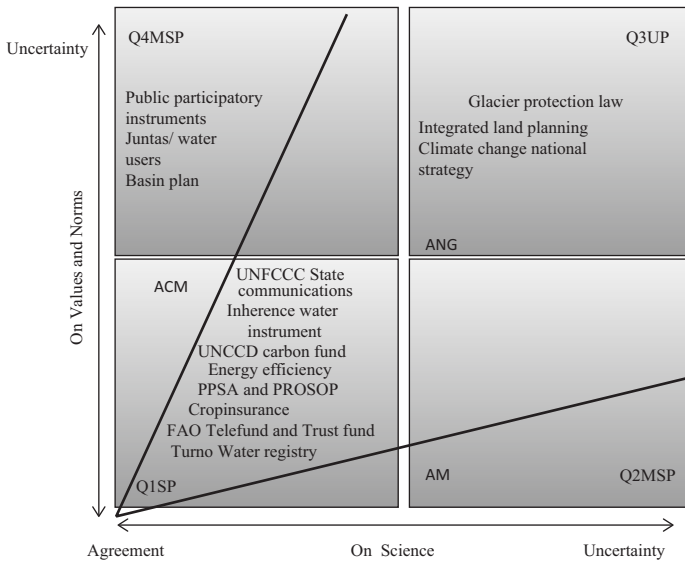 Uncertainty
Q4MSP
Public participatory
instruments
Juntas/ water
users
Basin plan
Q3UP
Glacier protection law
Integrated land planning
Climate change national
strategy
ANG
On Values and Norms
ACM
UNFCCC State
communications
Inherence water
instrument
UNCCD carbon fund
Energy efficiency
PPSA and PROSOP
Cropinsurance
FAO Telefund and Trust fund
Turno Water registry
Q1SP
AM
Q2MSP
Agreement
On Science
Uncertainty